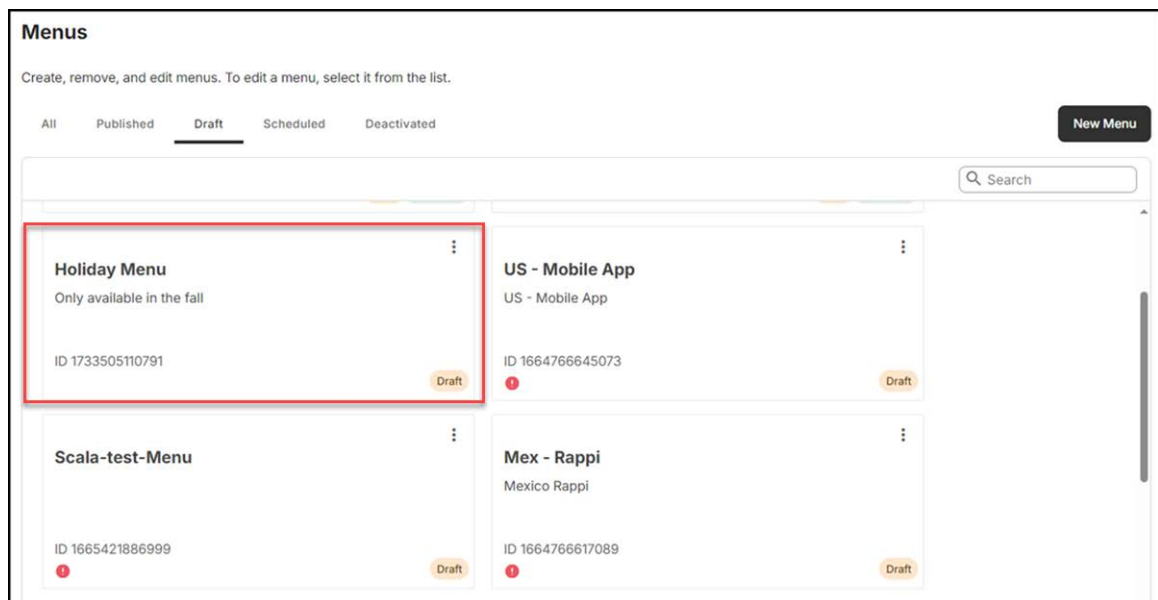 Menus
Create, remove, and edit menus. To edit a menu, select it from the list.
All Published Draft Scheduled Deactivated New Menu
Search
Holiday Menu
Only available in the fall
ID 1733505110791
Draft
US - Mobile App
US - Mobile App
ID 1664766645073
Draft
Scala-test-Menu
ID 1665421886999
Draft
Mex - Rappi
Mexico Rappi
ID 1664766617089
Draft